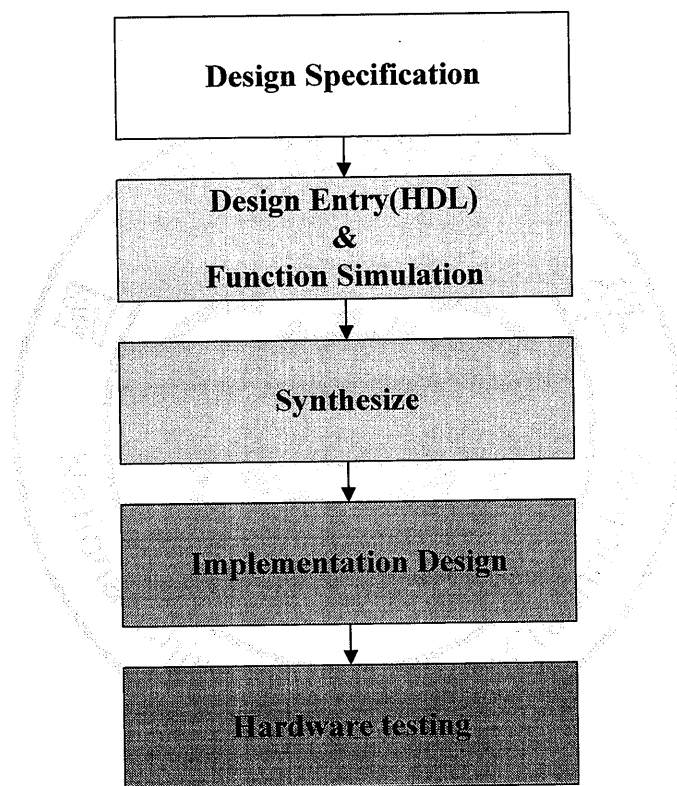 Design Specification
Design Entry(HDL)
&
Function Simulation
Synthesize
Implementation Design
Hardware testing